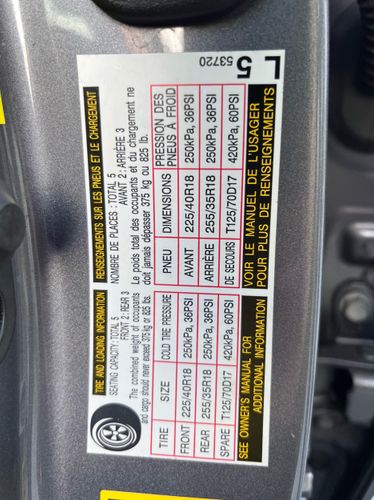 TIRE AND LOADING INFORMATION
SEATING CAPACITY : TOTAL 5
FRONT 2 : REAR 3
The combined weight of occupants
and cargo should never exceed 375 kg or 825 lbs.
TIRE SIZE COLD TIRE PRESSURE
FRONT 225/40R18 250kPA, 36PSI
REAR 255/35R18 250kPA, 36PSI
SPARE T125/70D17 420kPA, 60PSI
SEE OWNER'S MANUAL FOR
ADDITIONAL INFORMATION
RENSEIGNEMENTS SUR LES PNEUS ET LE CHARGEMENT
NOMBRE DE PLACES : TOTAL 5
AVANT 2 : ARRIÈRE 3
Le poids total des occupants et du chargement ne
doit jamais dépasser 375 kg ou 825 lb.
PNEU DIMENSIONS PRESSION DES
PNEUS À FROID
AVANT 225/40R18 250kPA, 36PSI
ARRIÈRE 255/35R18 250kPA, 36PSI
DE SECOURS T125/70D17 420kPA, 60PSI
VOIR LE MANUEL DE L'USAGER
POUR PLUS DE RENSEIGNEMENTS
L5
53720